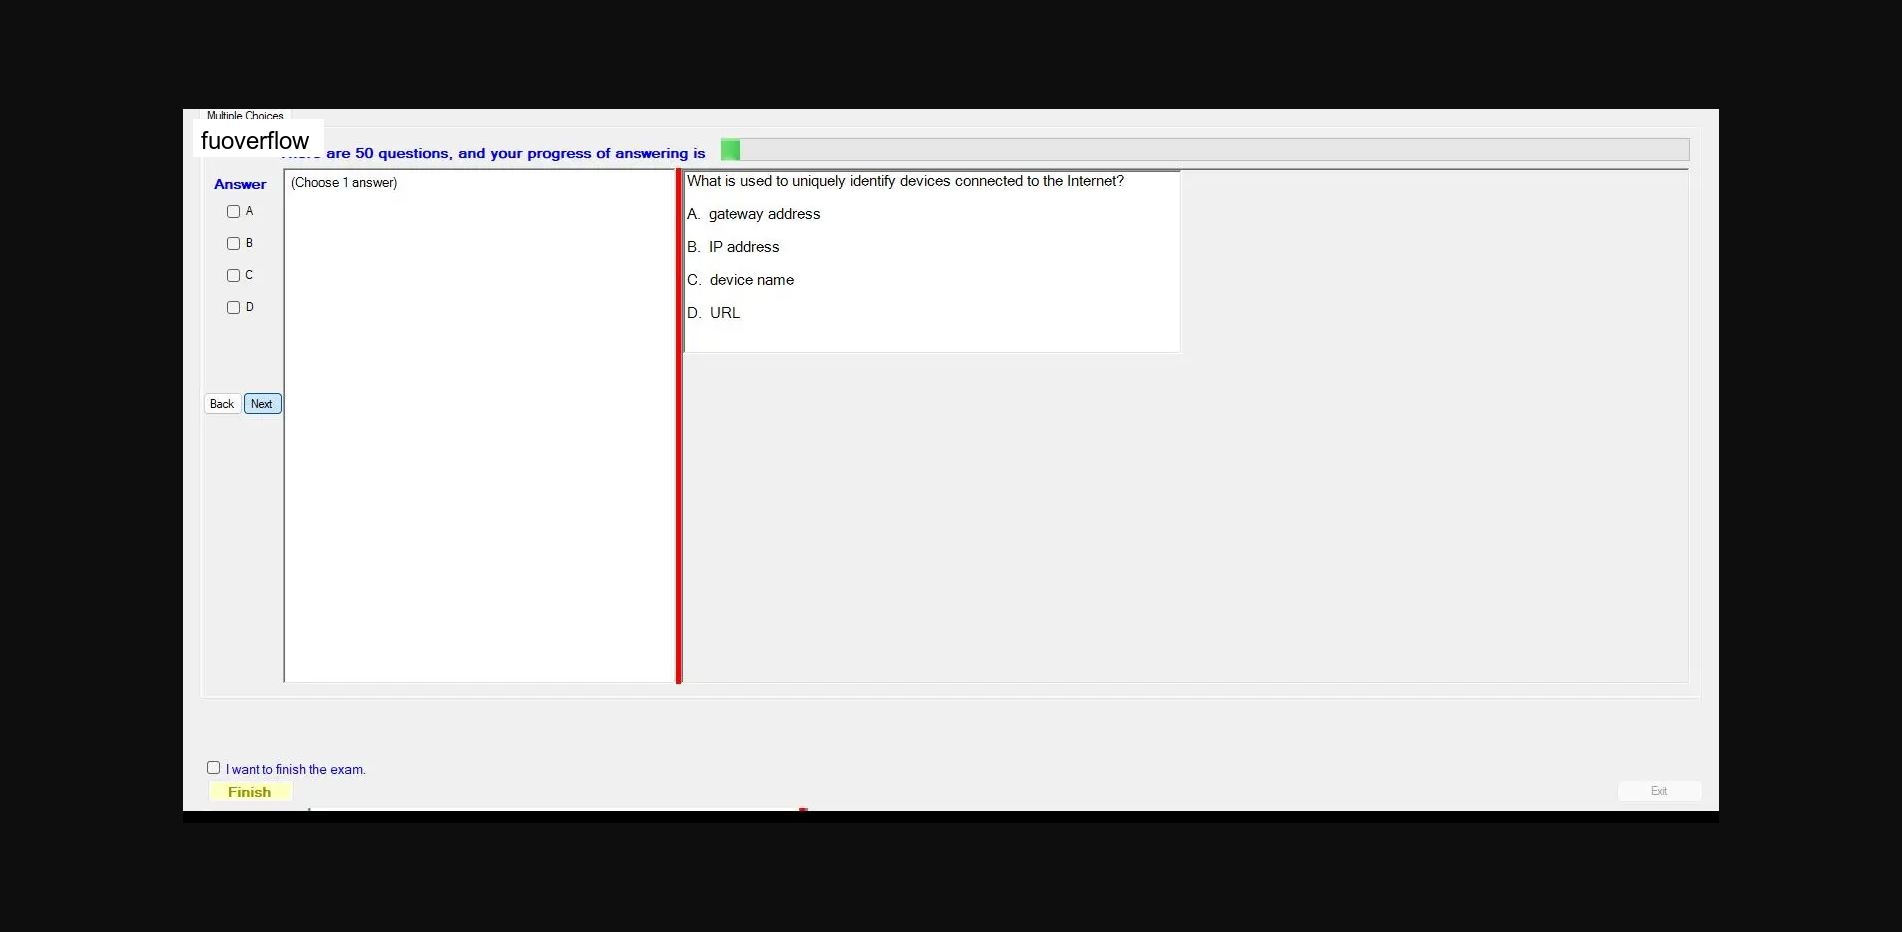 Multiple Choices
fuoverflow
are 50 questions, and your progress of answering is
Answer
(Choose 1 answer)
What is used to uniquely identify devices connected to the Internet?
A
A. gateway address
B
B. IP address
C
C. device name
D
D. URL
Back
Next
I want to finish the exam.
Finish
Exit